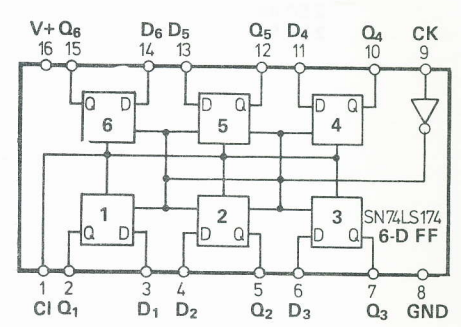 V+ Q6 D6 D5 Q5 D4 Q4 CK
16 15 14 13 12 11 10 9
Q D D Q D Q
6 5 4
1 2 3 SN74LS174
Q D D Q D Q 6-D FF
1 2 3 4 5 6 7 8
Cl Q1 D1 D2 Q2 D3 Q3 GND